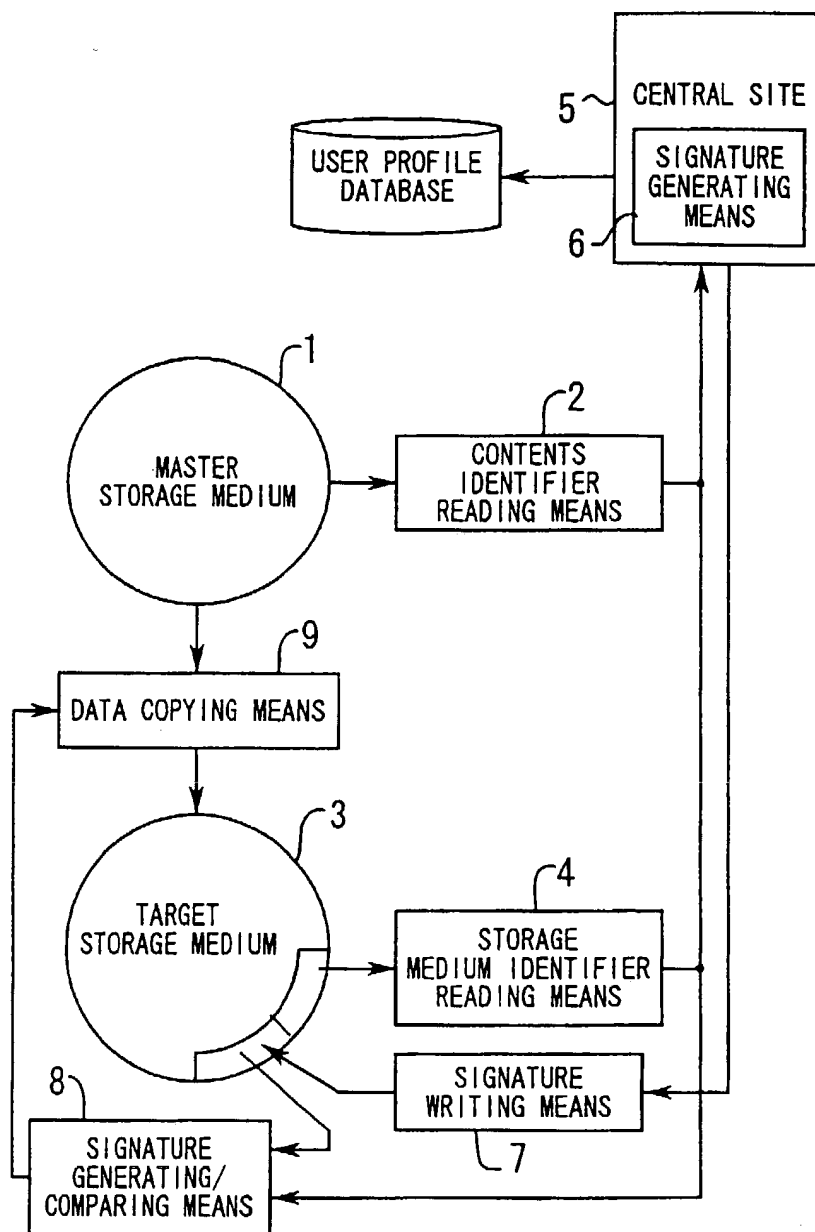 5
CENTRAL SITE
SIGNATURE
GENERATING
MEANS
6
USER PROFILE
DATABASE
1
MASTER
STORAGE MEDIUM
2
CONTENTS
IDENTIFIER
READING MEANS
9
DATA COPYING MEANS
3
TARGET
STORAGE MEDIUM
4
STORAGE
MEDIUM IDENTIFIER
READING MEANS
SIGNATURE
WRITING MEANS
7
8
SIGNATURE
GENERATING/
COMPARING MEANS